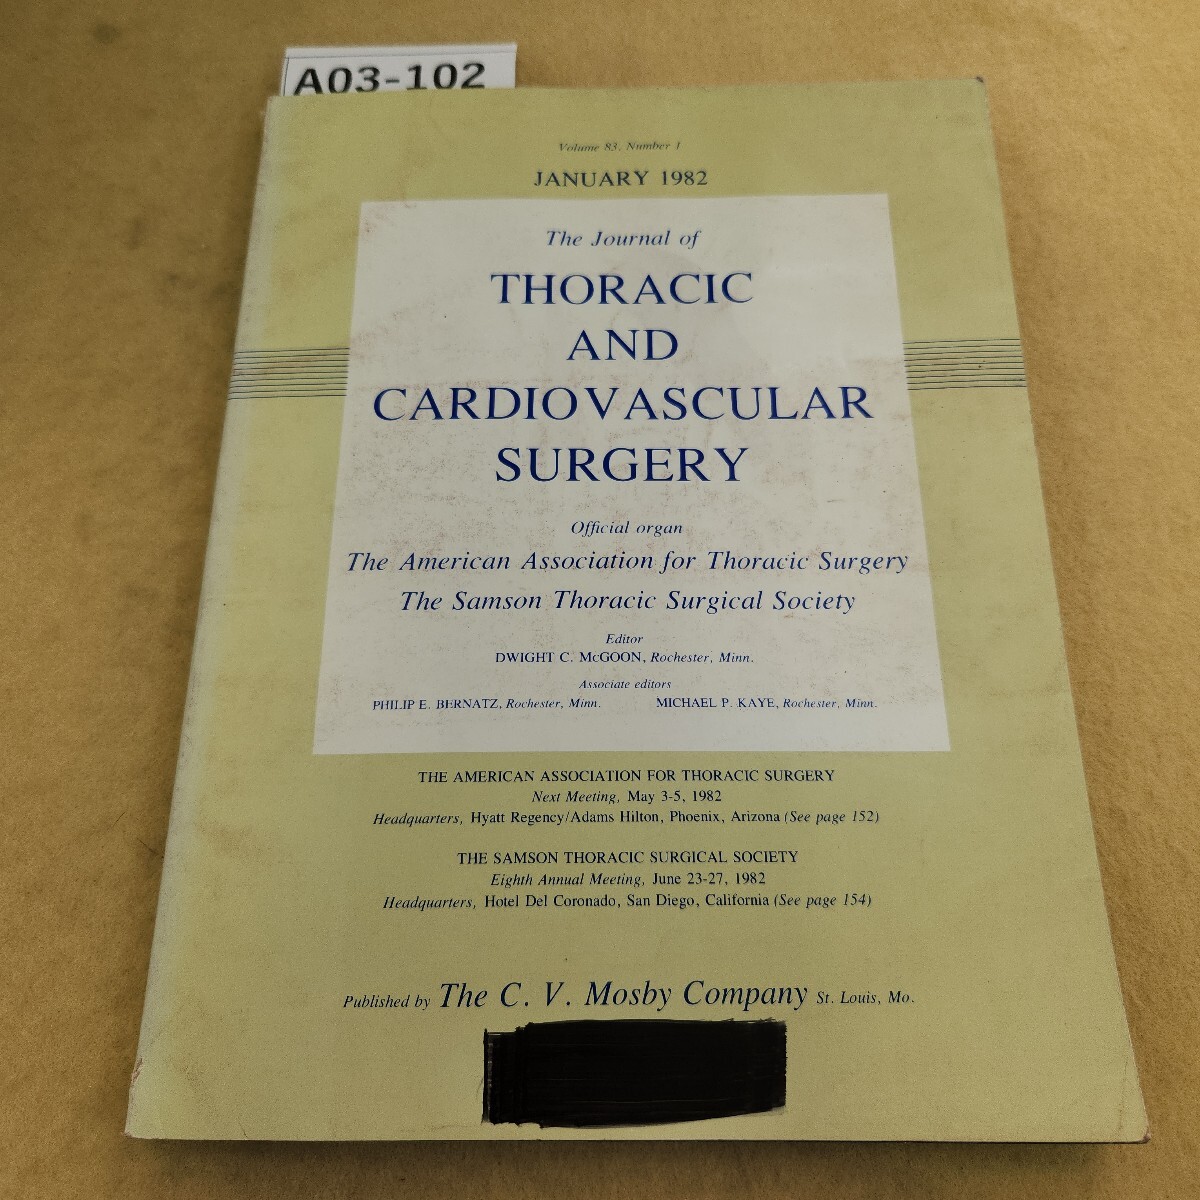 A03-102
Volume 83, Number 1
JANUARY 1982
The Journal of
THORACIC
AND
CARDIOVASCULAR
SURGERY
Official organ
The American Association for Thoracic Surgery
The Samson Thoracic Surgical Society
Editor
DWIGHT C. McGOON, Rochester, Minn.
Associate editors
PHILIP E. BERNATZ, Rochester, Minn. MICHAEL P. KAYE, Rochester, Minn.
THE AMERICAN ASSOCIATION FOR THORACIC SURGERY
Next Meeting, May 3-5, 1982
Headquarters, Hyatt Regency/Adams Hilton, Phoenix, Arizona (See page 152)
THE SAMSON THORACIC SURGICAL SOCIETY
Eighth Annual Meeting, June 23-27, 1982
Headquarters, Hotel Del Coronado, San Diego, California (See page 154)
Published by The C. V. Mosby Company St. Louis, Mo.